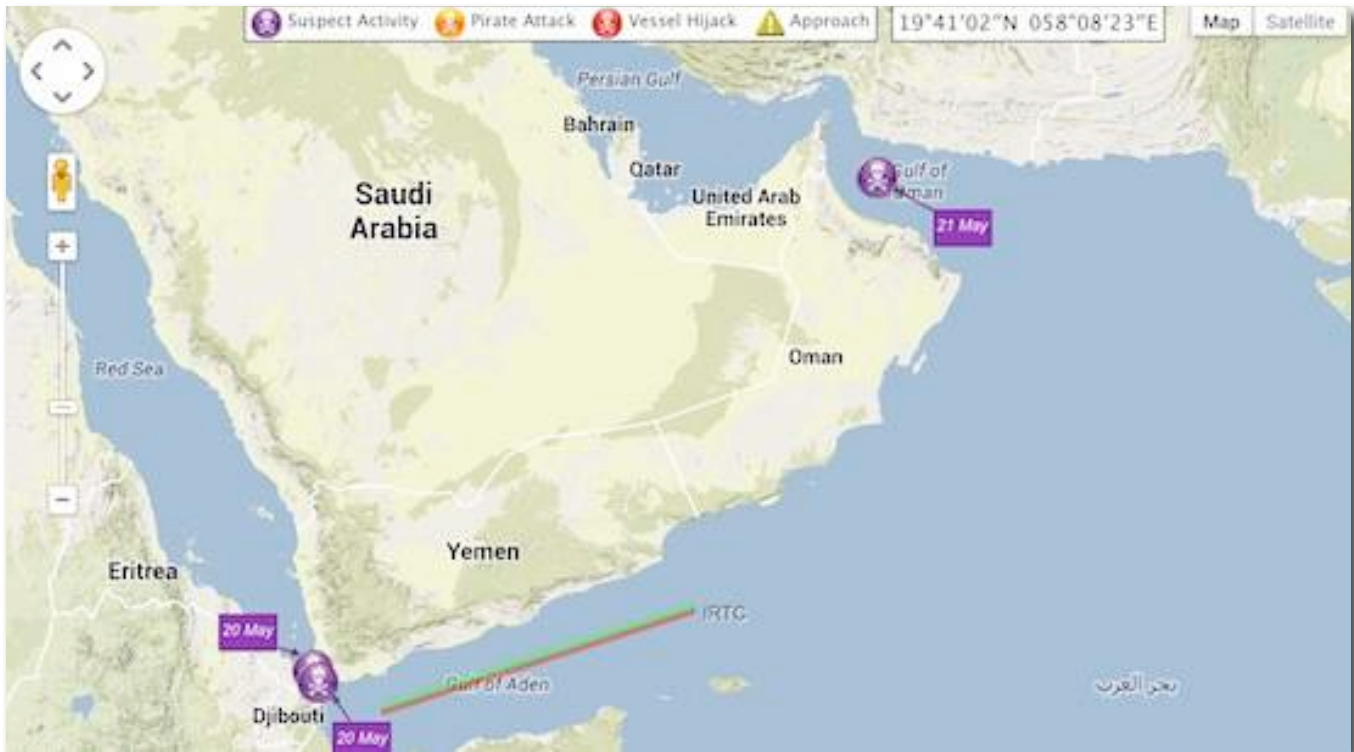 Suspect Activity
Pirate Attack
Vessel Hijack
Approach
19°41'02"N 058°08'23"E
Map
Satellite
Persian Gulf
Bahrain
Qatar
Gulf of
Oman
United Arab
Emirates
21 May
Saudi
Arabia
Oman
Red Sea
Yemen
Eritrea
20 May
IRTC
Gulf of Aden
بحر العرب
Djibouti
20 May